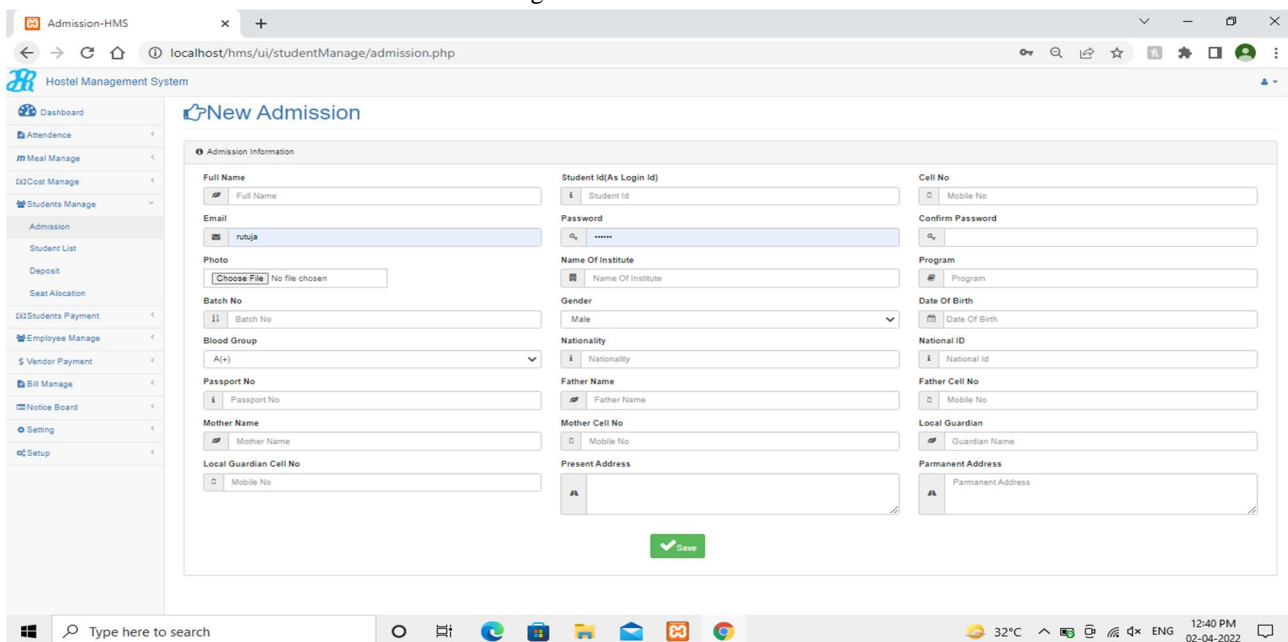 Admission-HMS
localhost/hms/ui/studentManage/admission.php
Hostel Management System
Dashboard
New Admission
Attendence
Meal Manage
Cost Manage
Students Manage
Admission
Student List
Deposit
Seat Alocation
Students Payment
Employee Manage
$ Vendor Payment
Bill Manage
Notice Board
Setting
Setup
Admission Information
Full Name Student Id(As Login Id) Cell No
Full Name Student Id Mobile No
Email Password Confirm Password
rutuja ••••••
Photo Name Of Institute Program
Choose File No file chosen Name Of Institute Program
Batch No Gender Date Of Birth
Batch No Male Date Of Birth
Blood Group Nationality National ID
A(+) Nationality National Id
Passport No Father Name Father Cell No
Passport No Father Name Mobile No
Mother Name Mother Cell No Local Guardian
Mother Name Mobile No Guardian Name
Local Guardian Cell No Present Address Parmanent Address
Mobile No Parmanent Address
Save
Type here to search
32°C ENG 12:40 PM
02-04-2022